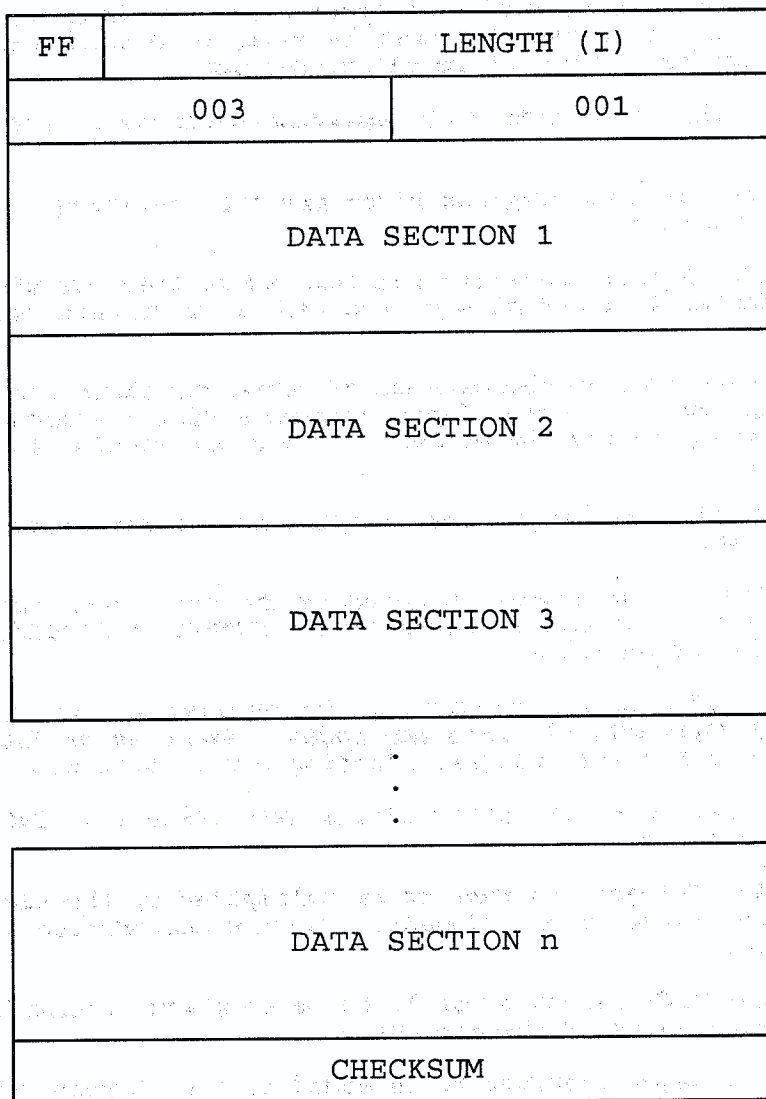 FF LENGTH (I)
003 001
DATA SECTION 1
DATA SECTION 2
DATA SECTION 3
.
.
.
DATA SECTION n
CHECKSUM